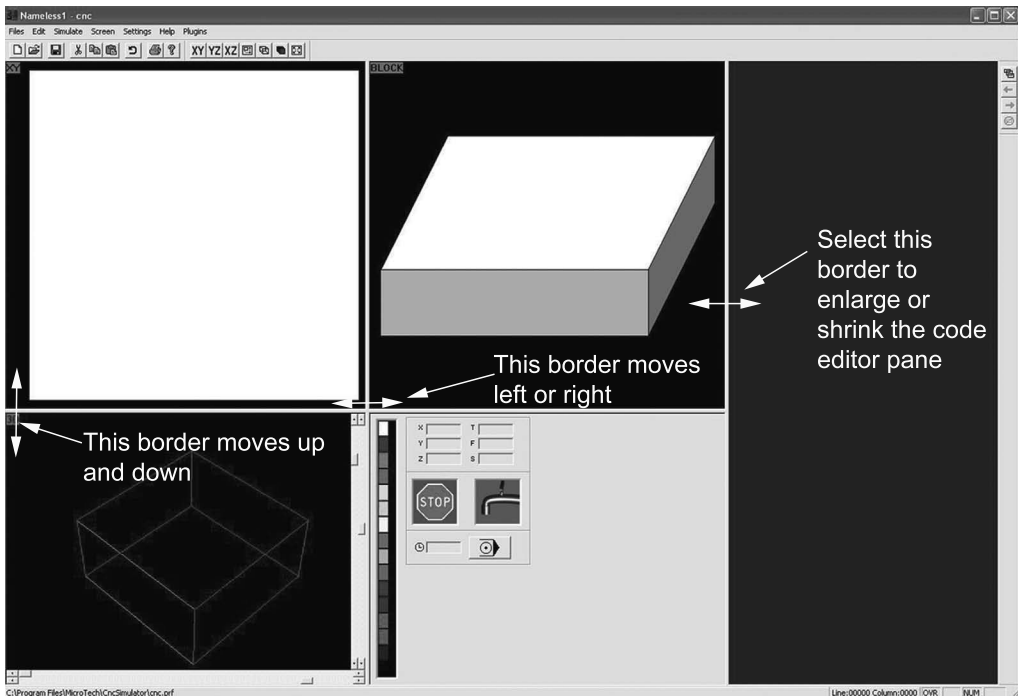 Nameless1 - cnc
Files Edit Simulate Screen Settings Help Plugins
XY YZ XZ
XY
BLOCK
Select this
border to
enlarge or
shrink the code
editor pane
This border moves
left or right
This border moves up
and down
X T
Y F
Z S
STOP
C:\Program Files\MicroTech\CncSimulator\cnc.prf
Line:00000 Column:0000 OVR NUM